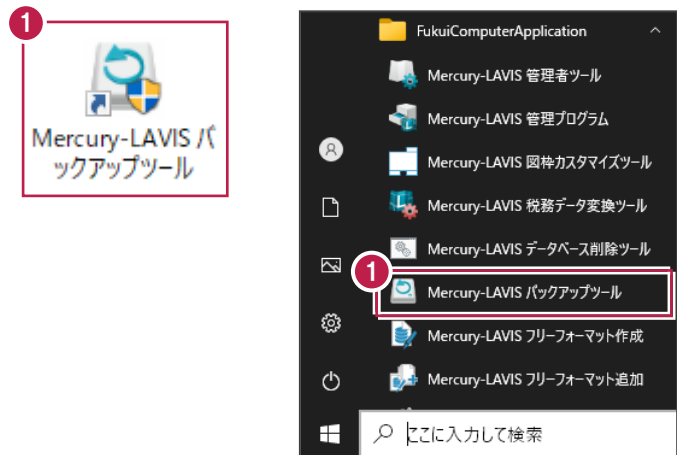 1
Mercury-LAVIS バ
ックアップツール
FukuiComputerApplication
Mercury-LAVIS 管理者ツール
Mercury-LAVIS 管理プログラム
Mercury-LAVIS 図枠カスタマイズツール
Mercury-LAVIS 税務データ変換ツール
Mercury-LAVIS データベース削除ツール
1
Mercury-LAVIS バックアップツール
Mercury-LAVIS フリーフォーマット作成
Mercury-LAVIS フリーフォーマット追加
ここに入力して検索